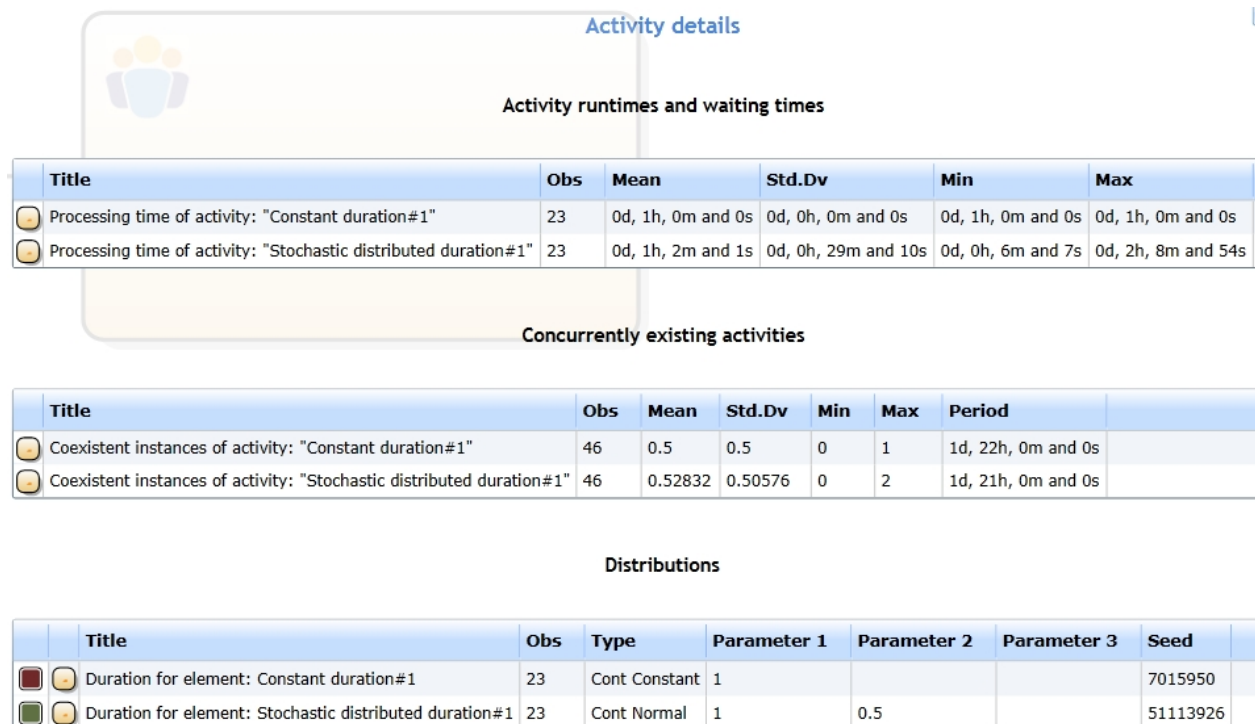 Activity details
Activity runtimes and waiting times
Title Obs Mean Std.Dv Min Max
Processing time of activity: "Constant duration#1" 23 0d, 1h, 0m and 0s 0d, 0h, 0m and 0s 0d, 1h, 0m and 0s 0d, 1h, 0m and 0s
Processing time of activity: "Stochastic distributed duration#1" 23 0d, 1h, 2m and 1s 0d, 0h, 29m and 10s 0d, 0h, 6m and 7s 0d, 2h, 8m and 54s
Concurrently existing activities
Title Obs Mean Std.Dv Min Max Period
Coexistent instances of activity: "Constant duration#1" 46 0.5 0.5 0 1 1d, 22h, 0m and 0s
Coexistent instances of activity: "Stochastic distributed duration#1" 46 0.52832 0.50576 0 2 1d, 21h, 0m and 0s
Distributions
Title Obs Type Parameter 1 Parameter 2 Parameter 3 Seed
Duration for element: Constant duration#1 23 Cont Constant 1 7015950
Duration for element: Stochastic distributed duration#1 23 Cont Normal 1 0.5 51113926